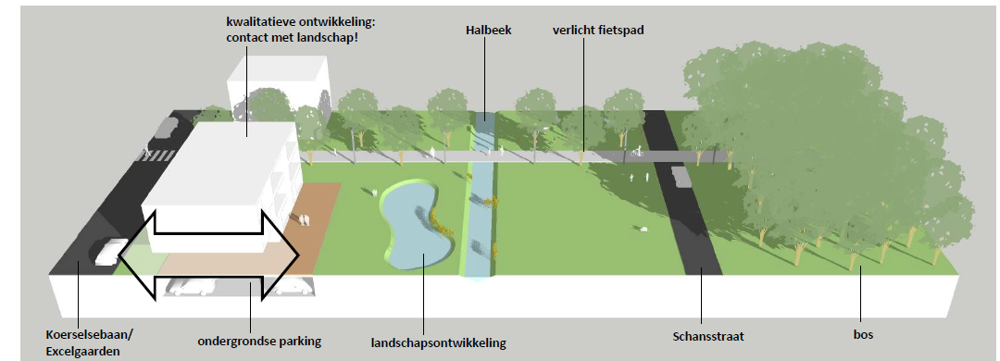 kwalitatieve ontwikkeling:
contact met landschap!
Halbeek
verlicht fietspad
Koerselsebaan/
Excelgaarden
ondergrondse parking
landschapsontwikkeling
Schansstraat
bos